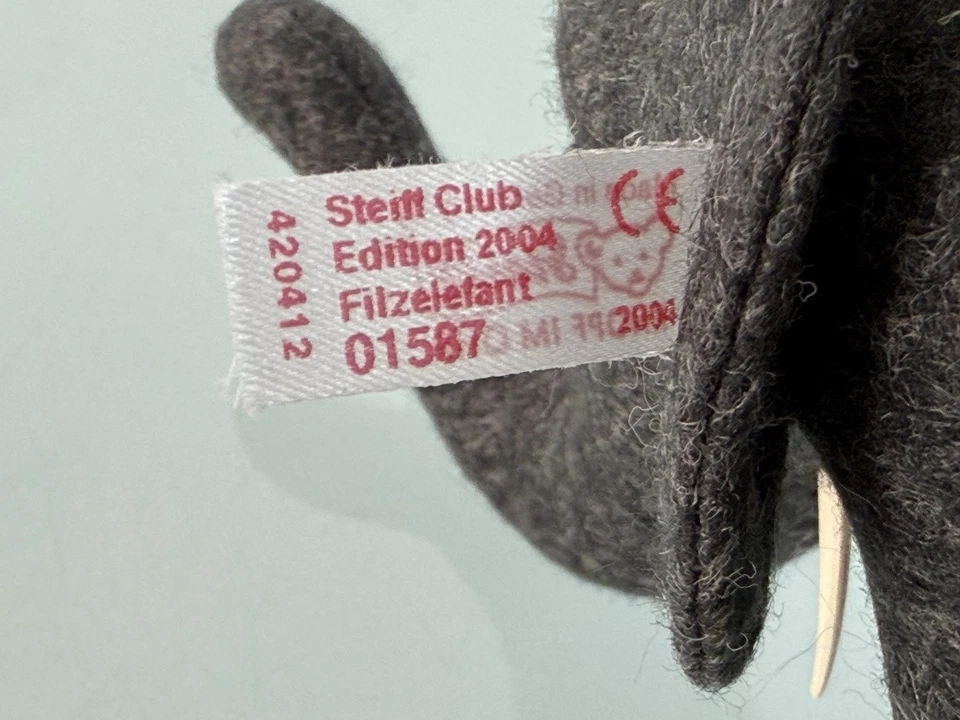 420412
Steiff Club
Edition 2004
Filzelefant
01587
CE
2004